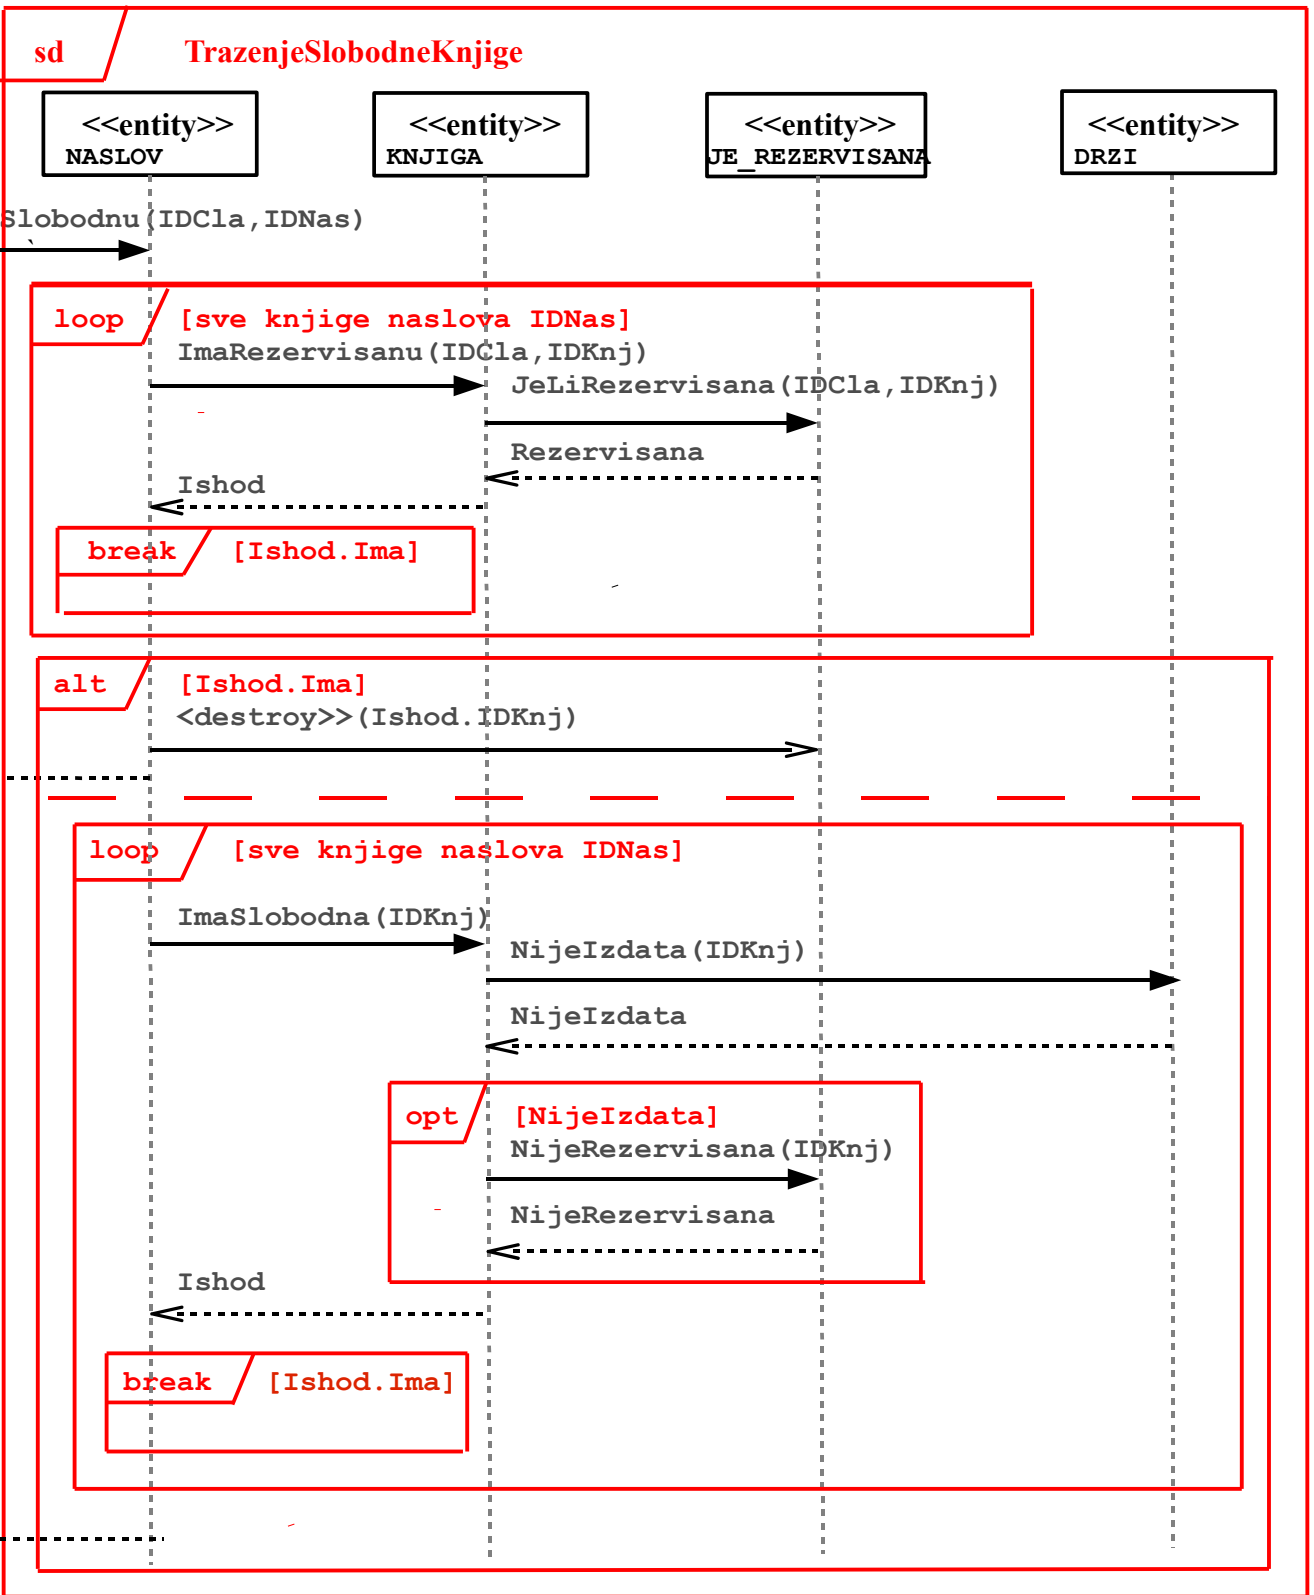 sd TrazenjeSlobodneKnjige
<<entity>> <<entity>> <<entity>> <<entity>>
NASLOV KNJIGA JE_REZERVISANA DRZI
Slobodnu(IDCla,IDNas)
loop [sve knjige naslova IDNas]
ImaRezervisanu(IDCla,IDKnj)
JeLiRezervisana(IDCla,IDKnj)
Rezervisana
Ishod
break [Ishod.Ima]
alt [Ishod.Ima]
<destroy>>(Ishod.IDKnj)
loop [sve knjige naslova IDNas]
ImaSlobodna(IDKnj)
NijeIzdata(IDKnj)
NijeIzdata
opt [NijeIzdata]
NijeRezervisana(IDKnj)
NijeRezervisana
Ishod
break [Ishod.Ima]